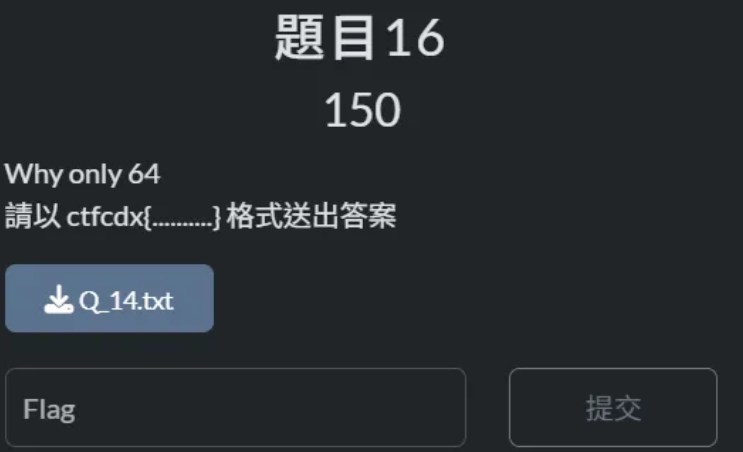 題目16
150
Why only 64
請以 ctfcdx{..........} 格式送出答案
Q_14.txt
Flag
提交